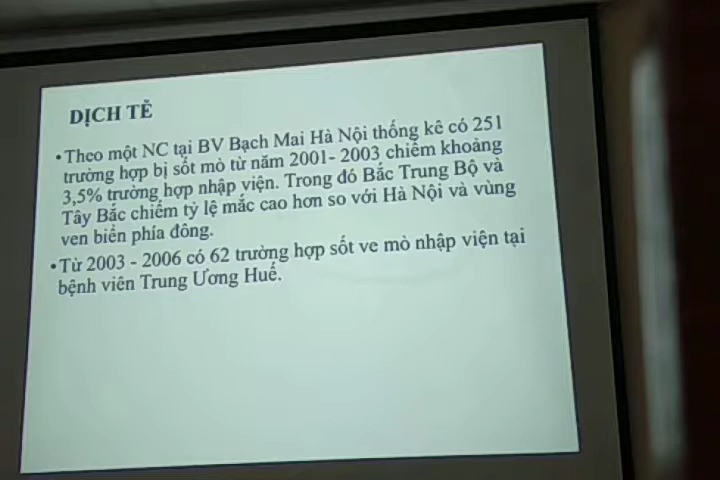 DỊCH TỄ
•Theo một NC tại BV Bạch Mai Hà Nội thống kê có 251
trường hợp bị sốt mò từ năm 2001- 2003 chiếm khoảng
3,5% trường hợp nhập viện. Trong đó Bắc Trung Bộ và
Tây Bắc chiếm tỷ lệ mắc cao hơn so với Hà Nội và vùng
ven biển phía đông.
•Từ 2003 - 2006 có 62 trường hợp sốt ve mò nhập viện tại
bệnh viên Trung Ương Huế.